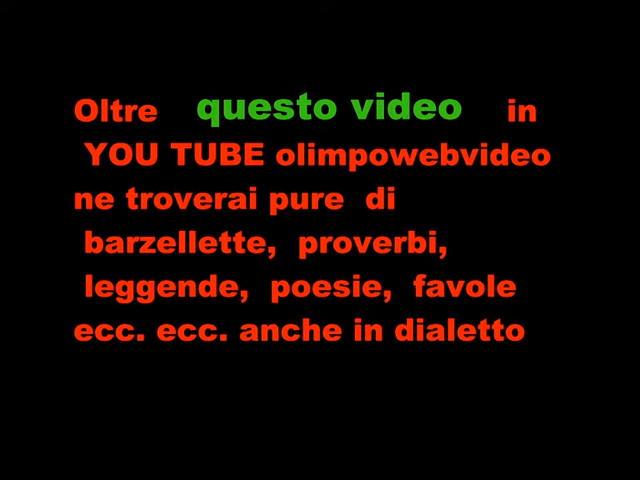 Oltre questo video in
YOU TUBE olimpowebvideo
ne troverai pure di
barzellette, proverbi,
leggende, poesie, favole
ecc. ecc. anche in dialetto